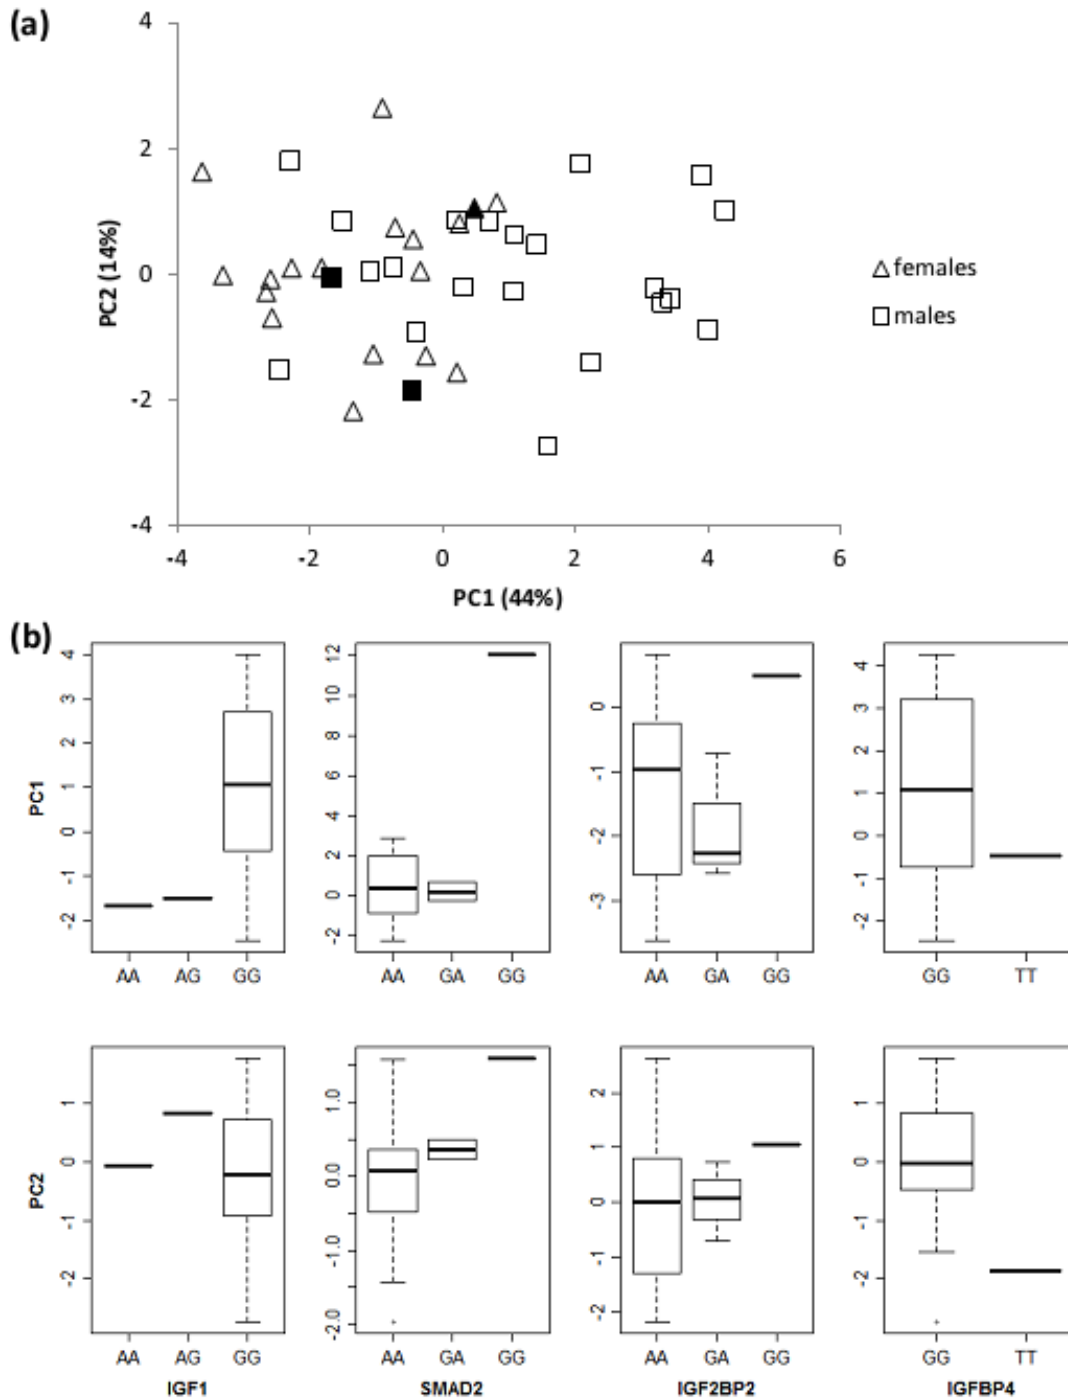 (a)
4
2
0
-2
-4
PC2 (14%)
-4 -2 0 2 4 6
PC1 (44%)
females
males
(b)
PC1
4 3 2 1 0 -1 -2
AA AG GG
12 10 8 6 4 2 0 -2
AA GA GG
0 -1 -2 -3
AA GA GG
4 3 2 1 0 -1 -2
GG TT
PC2
1 0 -1 -2
AA AG GG
IGF1
1.0 0.0 -1.0 -2.0
AA GA GG
SMAD2
2 1 0 -1 -2
AA GA GG
IGF2BP2
1 0 -1 -2
GG TT
IGFBP4